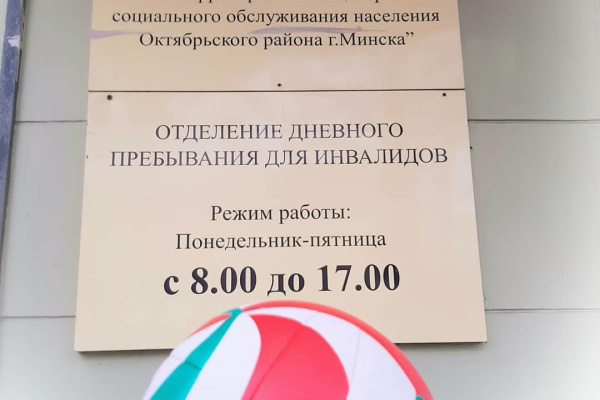 социального обслуживания населения
Октябрьского района г.Минска”
ОТДЕЛЕНИЕ ДНЕВНОГО
ПРЕБЫВАНИЯ ДЛЯ ИНВАЛИДОВ
Режим работы:
Понедельник-пятница
с 8.00 до 17.00